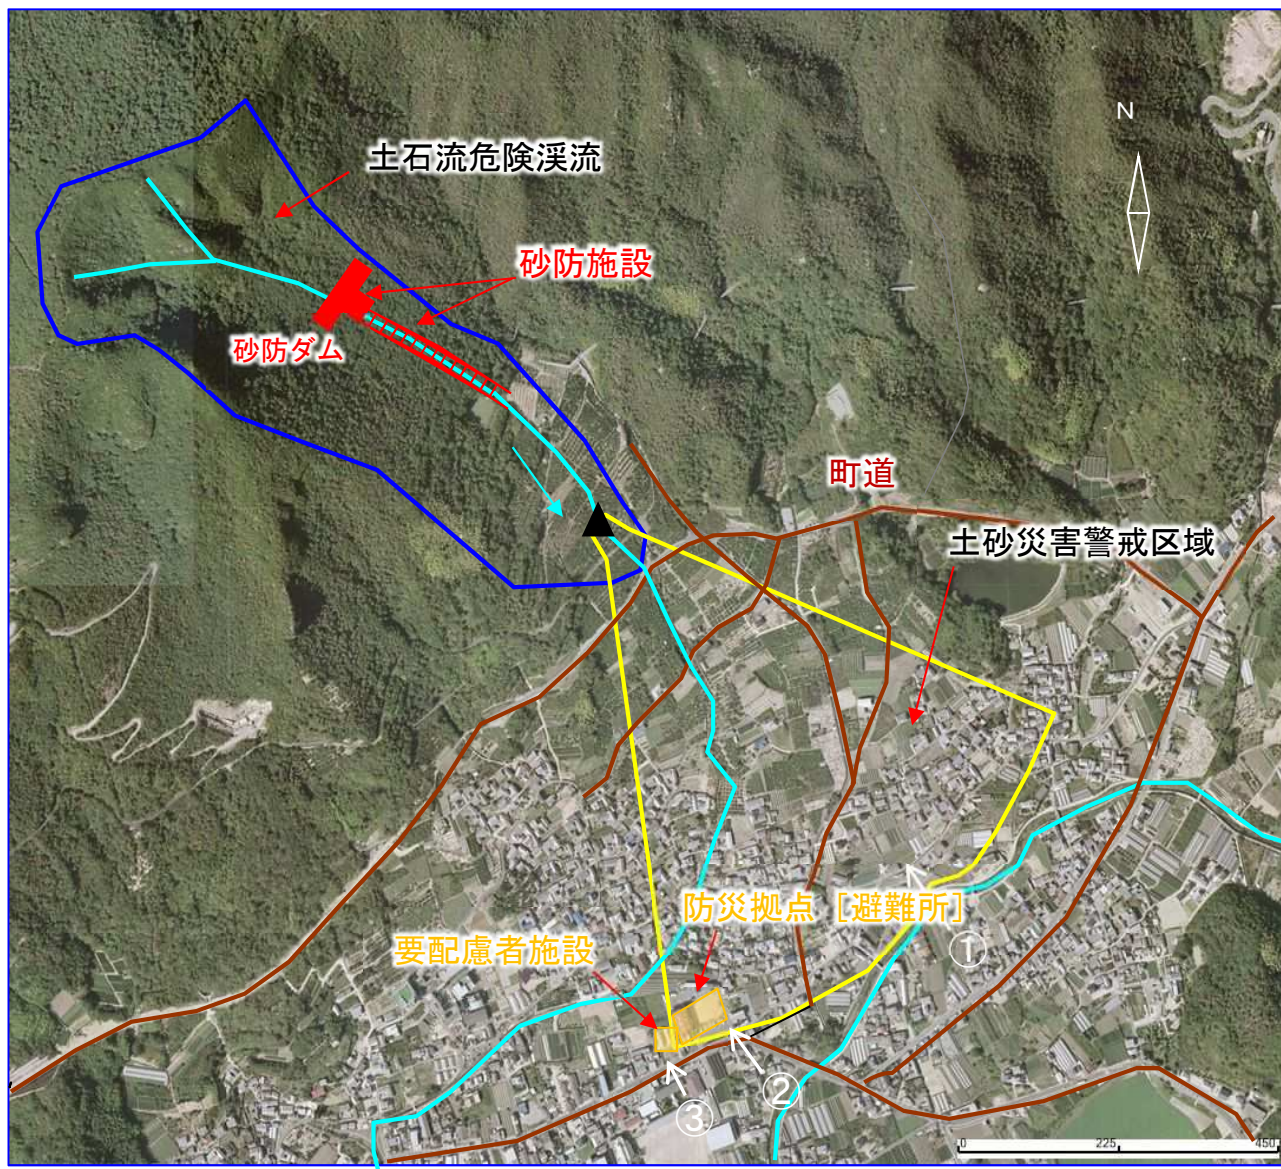 N
土石流危険渓流
砂防施設
砂防ダム
町道
土砂災害警戒区域
防災拠点［避難所］
要配慮者施設
①
②
③
0 225 450